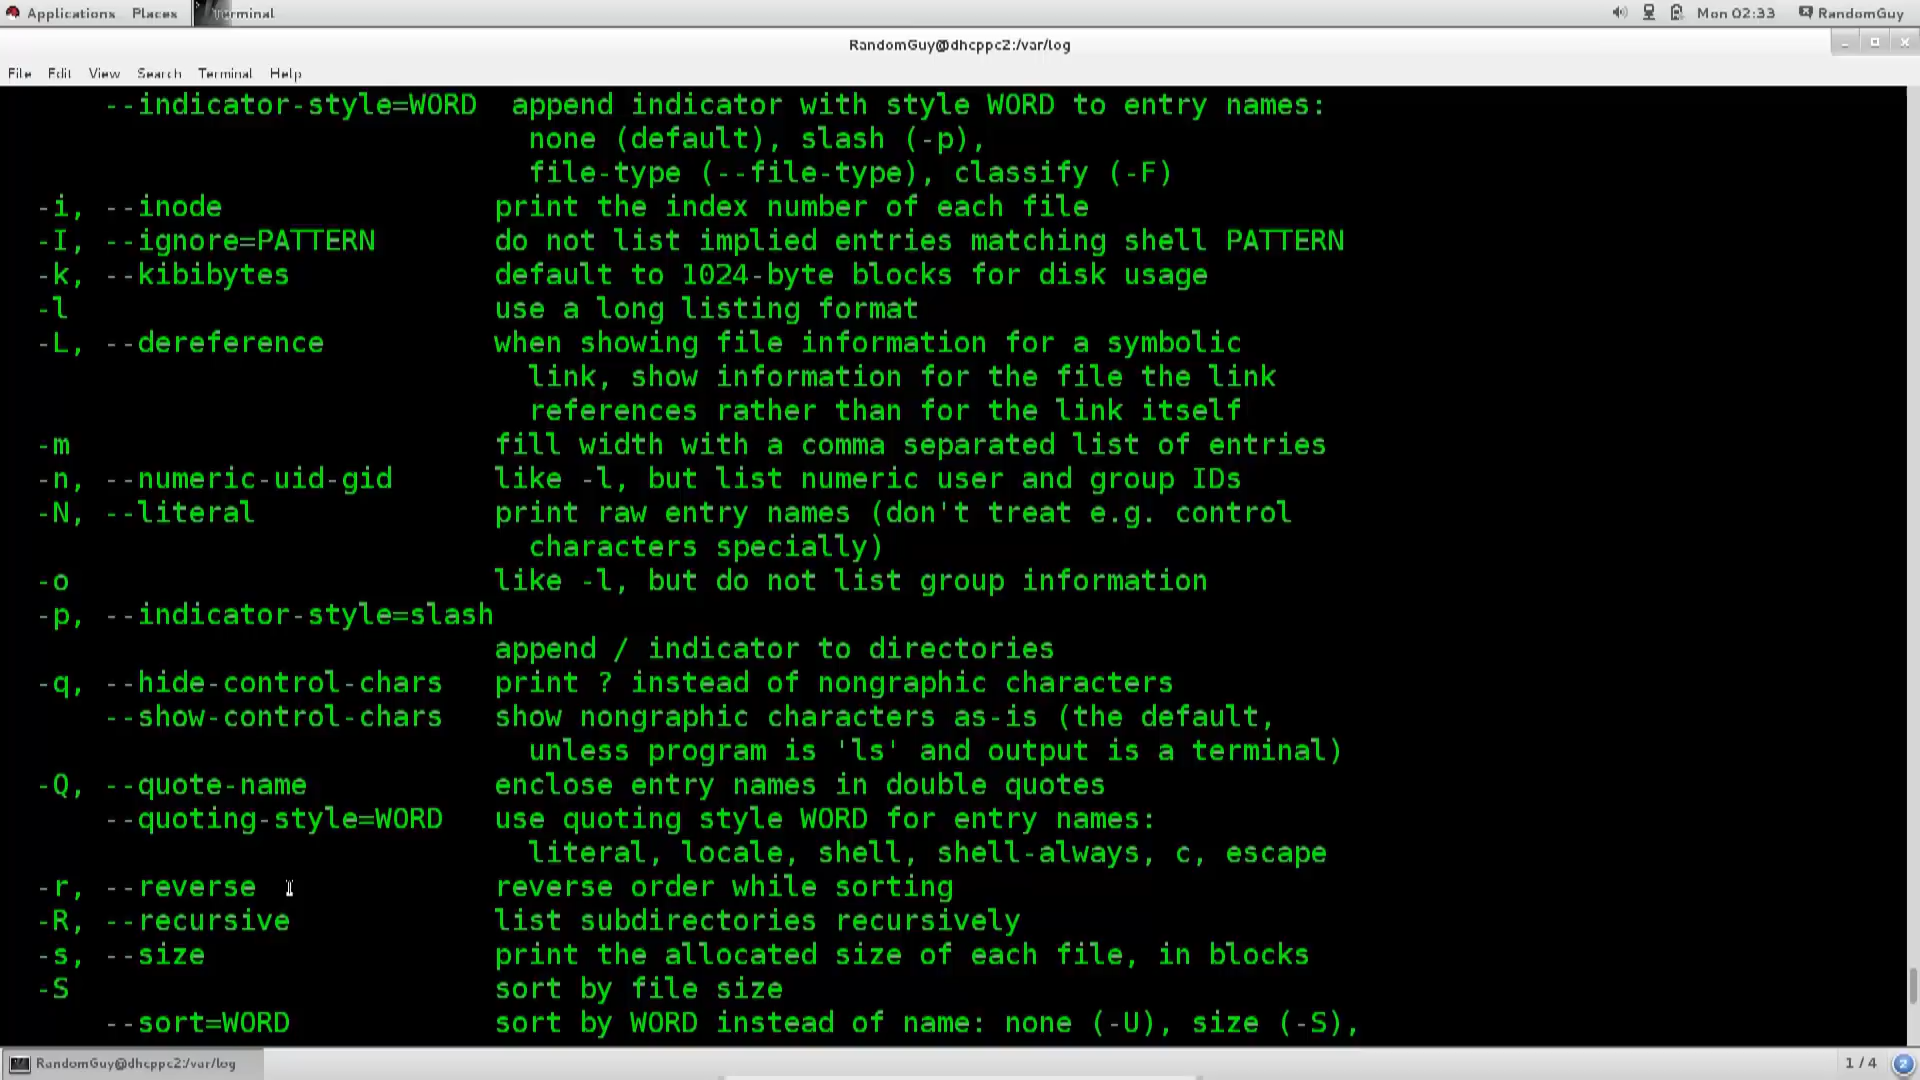 Applications Places Terminal Mon 02:33 RandomGuy
RandomGuy@dhcppc2:/var/log
File Edit View Search Terminal Help
--indicator-style=WORD append indicator with style WORD to entry names:
none (default), slash (-p),
file-type (--file-type), classify (-F)
-i, --inode print the index number of each file
-I, --ignore=PATTERN do not list implied entries matching shell PATTERN
-k, --kibibytes default to 1024-byte blocks for disk usage
-l use a long listing format
-L, --dereference when showing file information for a symbolic
link, show information for the file the link
references rather than for the link itself
-m fill width with a comma separated list of entries
-n, --numeric-uid-gid like -l, but list numeric user and group IDs
-N, --literal print raw entry names (don't treat e.g. control
characters specially)
-o like -l, but do not list group information
-p, --indicator-style=slash
append / indicator to directories
-q, --hide-control-chars print ? instead of nongraphic characters
--show-control-chars show nongraphic characters as-is (the default,
unless program is 'ls' and output is a terminal)
-Q, --quote-name enclose entry names in double quotes
--quoting-style=WORD use quoting style WORD for entry names:
literal, locale, shell, shell-always, c, escape
-r, --reverse reverse order while sorting
-R, --recursive list subdirectories recursively
-s, --size print the allocated size of each file, in blocks
-S sort by file size
--sort=WORD sort by WORD instead of name: none (-U), size (-S),
RandomGuy@dhcppc2:/var/log 1 / 4 2